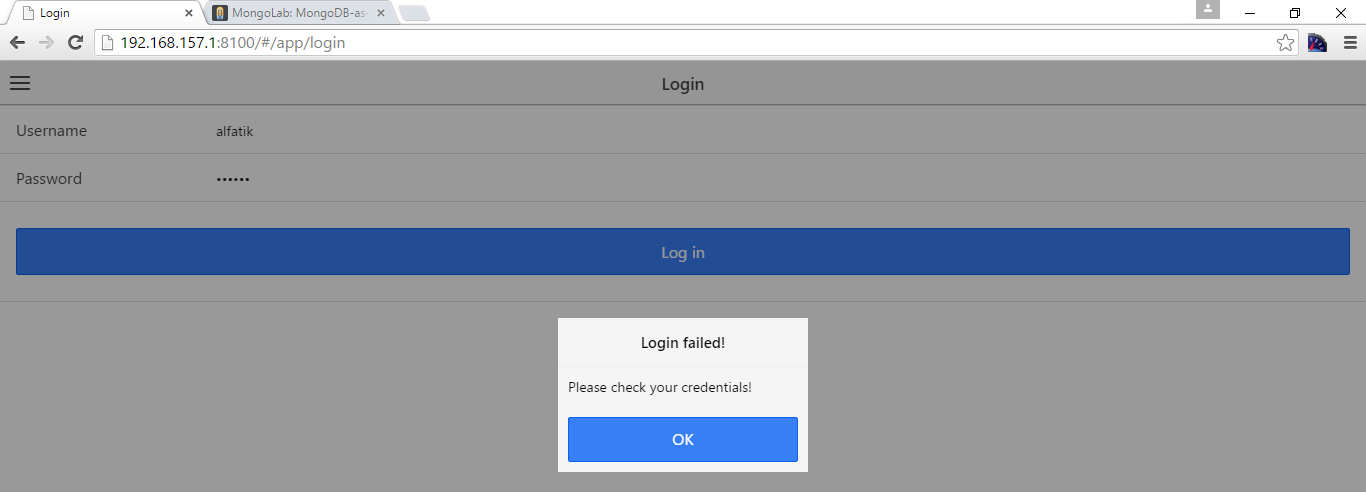 Login
MongoLab: MongoDB-as-
192.168.157.1:8100/#/app/login
Login
Username alfatik
Password ••••••
Log in
Login failed!
Please check your credentials!
OK